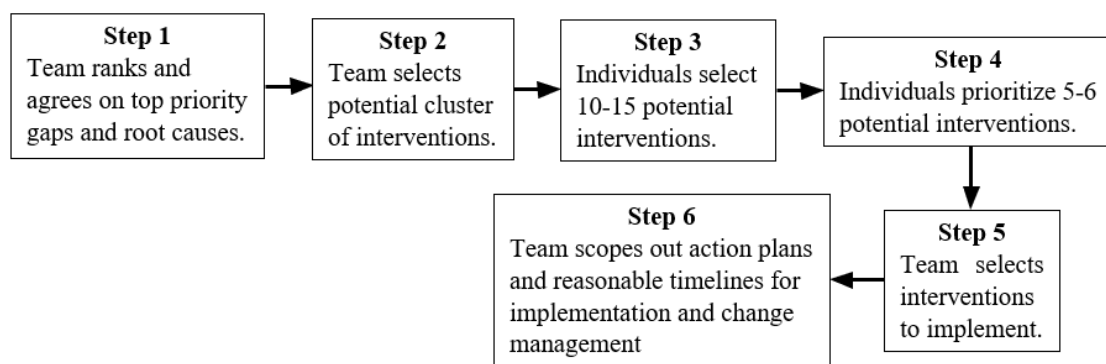 Step 1
Team ranks and
agrees on top priority
gaps and root causes.
Step 2
Team selects
potential cluster
of interventions.
Step 3
Individuals select
10-15 potential
interventions.
Step 4
Individuals prioritize 5-6
potential interventions.
Step 5
Team selects
interventions
to implement.
Step 6
Team scopes out action plans
and reasonable timelines for
implementation and change
management